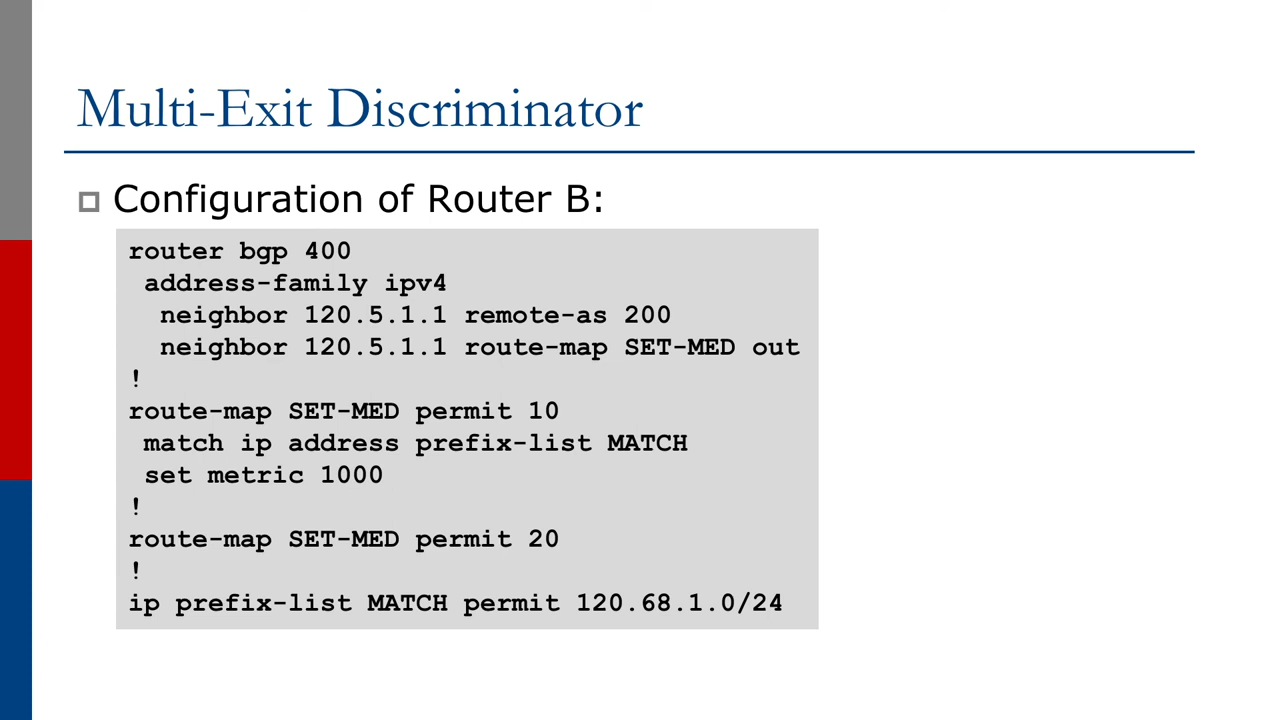 Multi-Exit Discriminator
Configuration of Router B:
router bgp 400
address-family ipv4
neighbor 120.5.1.1 remote-as 200
neighbor 120.5.1.1 route-map SET-MED out
!
route-map SET-MED permit 10
match ip address prefix-list MATCH
set metric 1000
!
route-map SET-MED permit 20
!
ip prefix-list MATCH permit 120.68.1.0/24